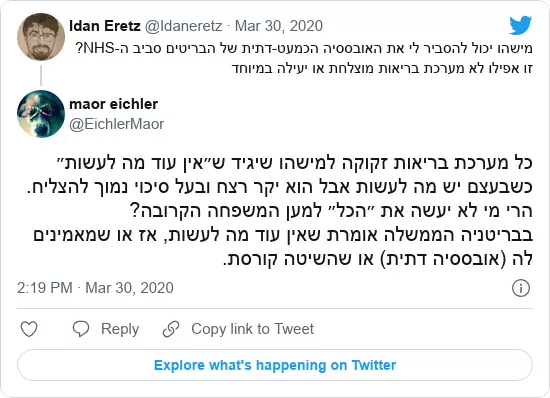 Idan Eretz @Idaneretz · Mar 30, 2020
מישהו יכול להסביר לי את האובססיה הכמעט-דתית של הבריטים סביב ה-NHS?
זו אפילו לא מערכת בריאות מוצלחת או יעילה במיוחד
maor eichler
@EichlerMaor
כל מערכת בריאות זקוקה למישהו שיגיד ש״אין עוד מה לעשות״
כשבעצם יש מה לעשות אבל הוא יקר רצח ובעל סיכוי נמוך להצליח.
הרי מי לא יעשה את ״הכל״ למען המשפחה הקרובה?
בבריטניה הממשלה אומרת שאין עוד מה לעשות, אז או שמאמינים
לה (אובססיה דתית) או שהשיטה קורסת.
2:19 PM · Mar 30, 2020
Reply
Copy link to Tweet
Explore what's happening on Twitter